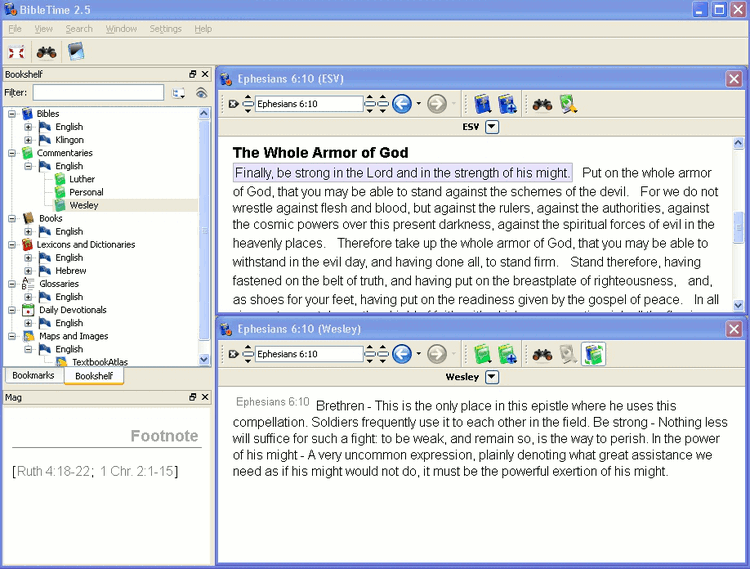 BibleTime 2.5
File View Search Window Settings Help
Bookshelf
Filter:
Bibles
English
Klingon
Commentaries
English
Luther
Personal
Wesley
Books
English
Lexicons and Dictionaries
English
Hebrew
Glossaries
English
Daily Devotionals
English
Maps and Images
English
TextbookAtlas
Bookmarks Bookshelf
Mag
Footnote
[Ruth 4:18-22; 1 Chr. 2:1-15]
Ephesians 6:10 (ESV)
Ephesians 6:10
ESV
The Whole Armor of God
Finally, be strong in the Lord and in the strength of his might. Put on the whole armor
of God, that you may be able to stand against the schemes of the devil. For we do not
wrestle against flesh and blood, but against the rulers, against the authorities, against
the cosmic powers over this present darkness, against the spiritual forces of evil in the
heavenly places. Therefore take up the whole armor of God, that you may be able to
withstand in the evil day, and having done all, to stand firm. Stand therefore, having
fastened on the belt of truth, and having put on the breastplate of righteousness, and,
as shoes for your feet, having put on the readiness given by the gospel of peace. In all
Ephesians 6:10 (Wesley)
Ephesians 6:10
Wesley
Ephesians 6:10 Brethren - This is the only place in this epistle where he uses this
compellation. Soldiers frequently use it to each other in the field. Be strong - Nothing less
will suffice for such a fight: to be weak, and remain so, is the way to perish. In the power
of his might - A very uncommon expression, plainly denoting what great assistance we
need as if his might would not do, it must be the powerful exertion of his might.